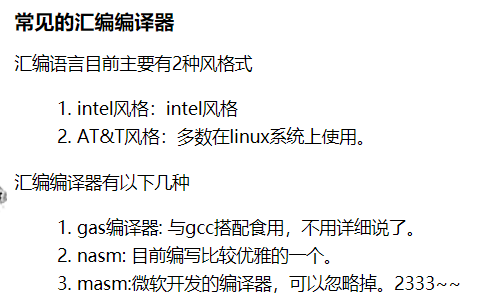 常见的汇编编译器
汇编语言目前主要有2种风格式
1. intel风格：intel风格
2. AT&T风格：多数在linux系统上使用。
汇编编译器有以下几种
1. gas编译器: 与gcc搭配食用，不用详细说了。
2. nasm: 目前编写比较优雅的一个。
3. masm:微软开发的编译器，可以忽略掉。2333~~